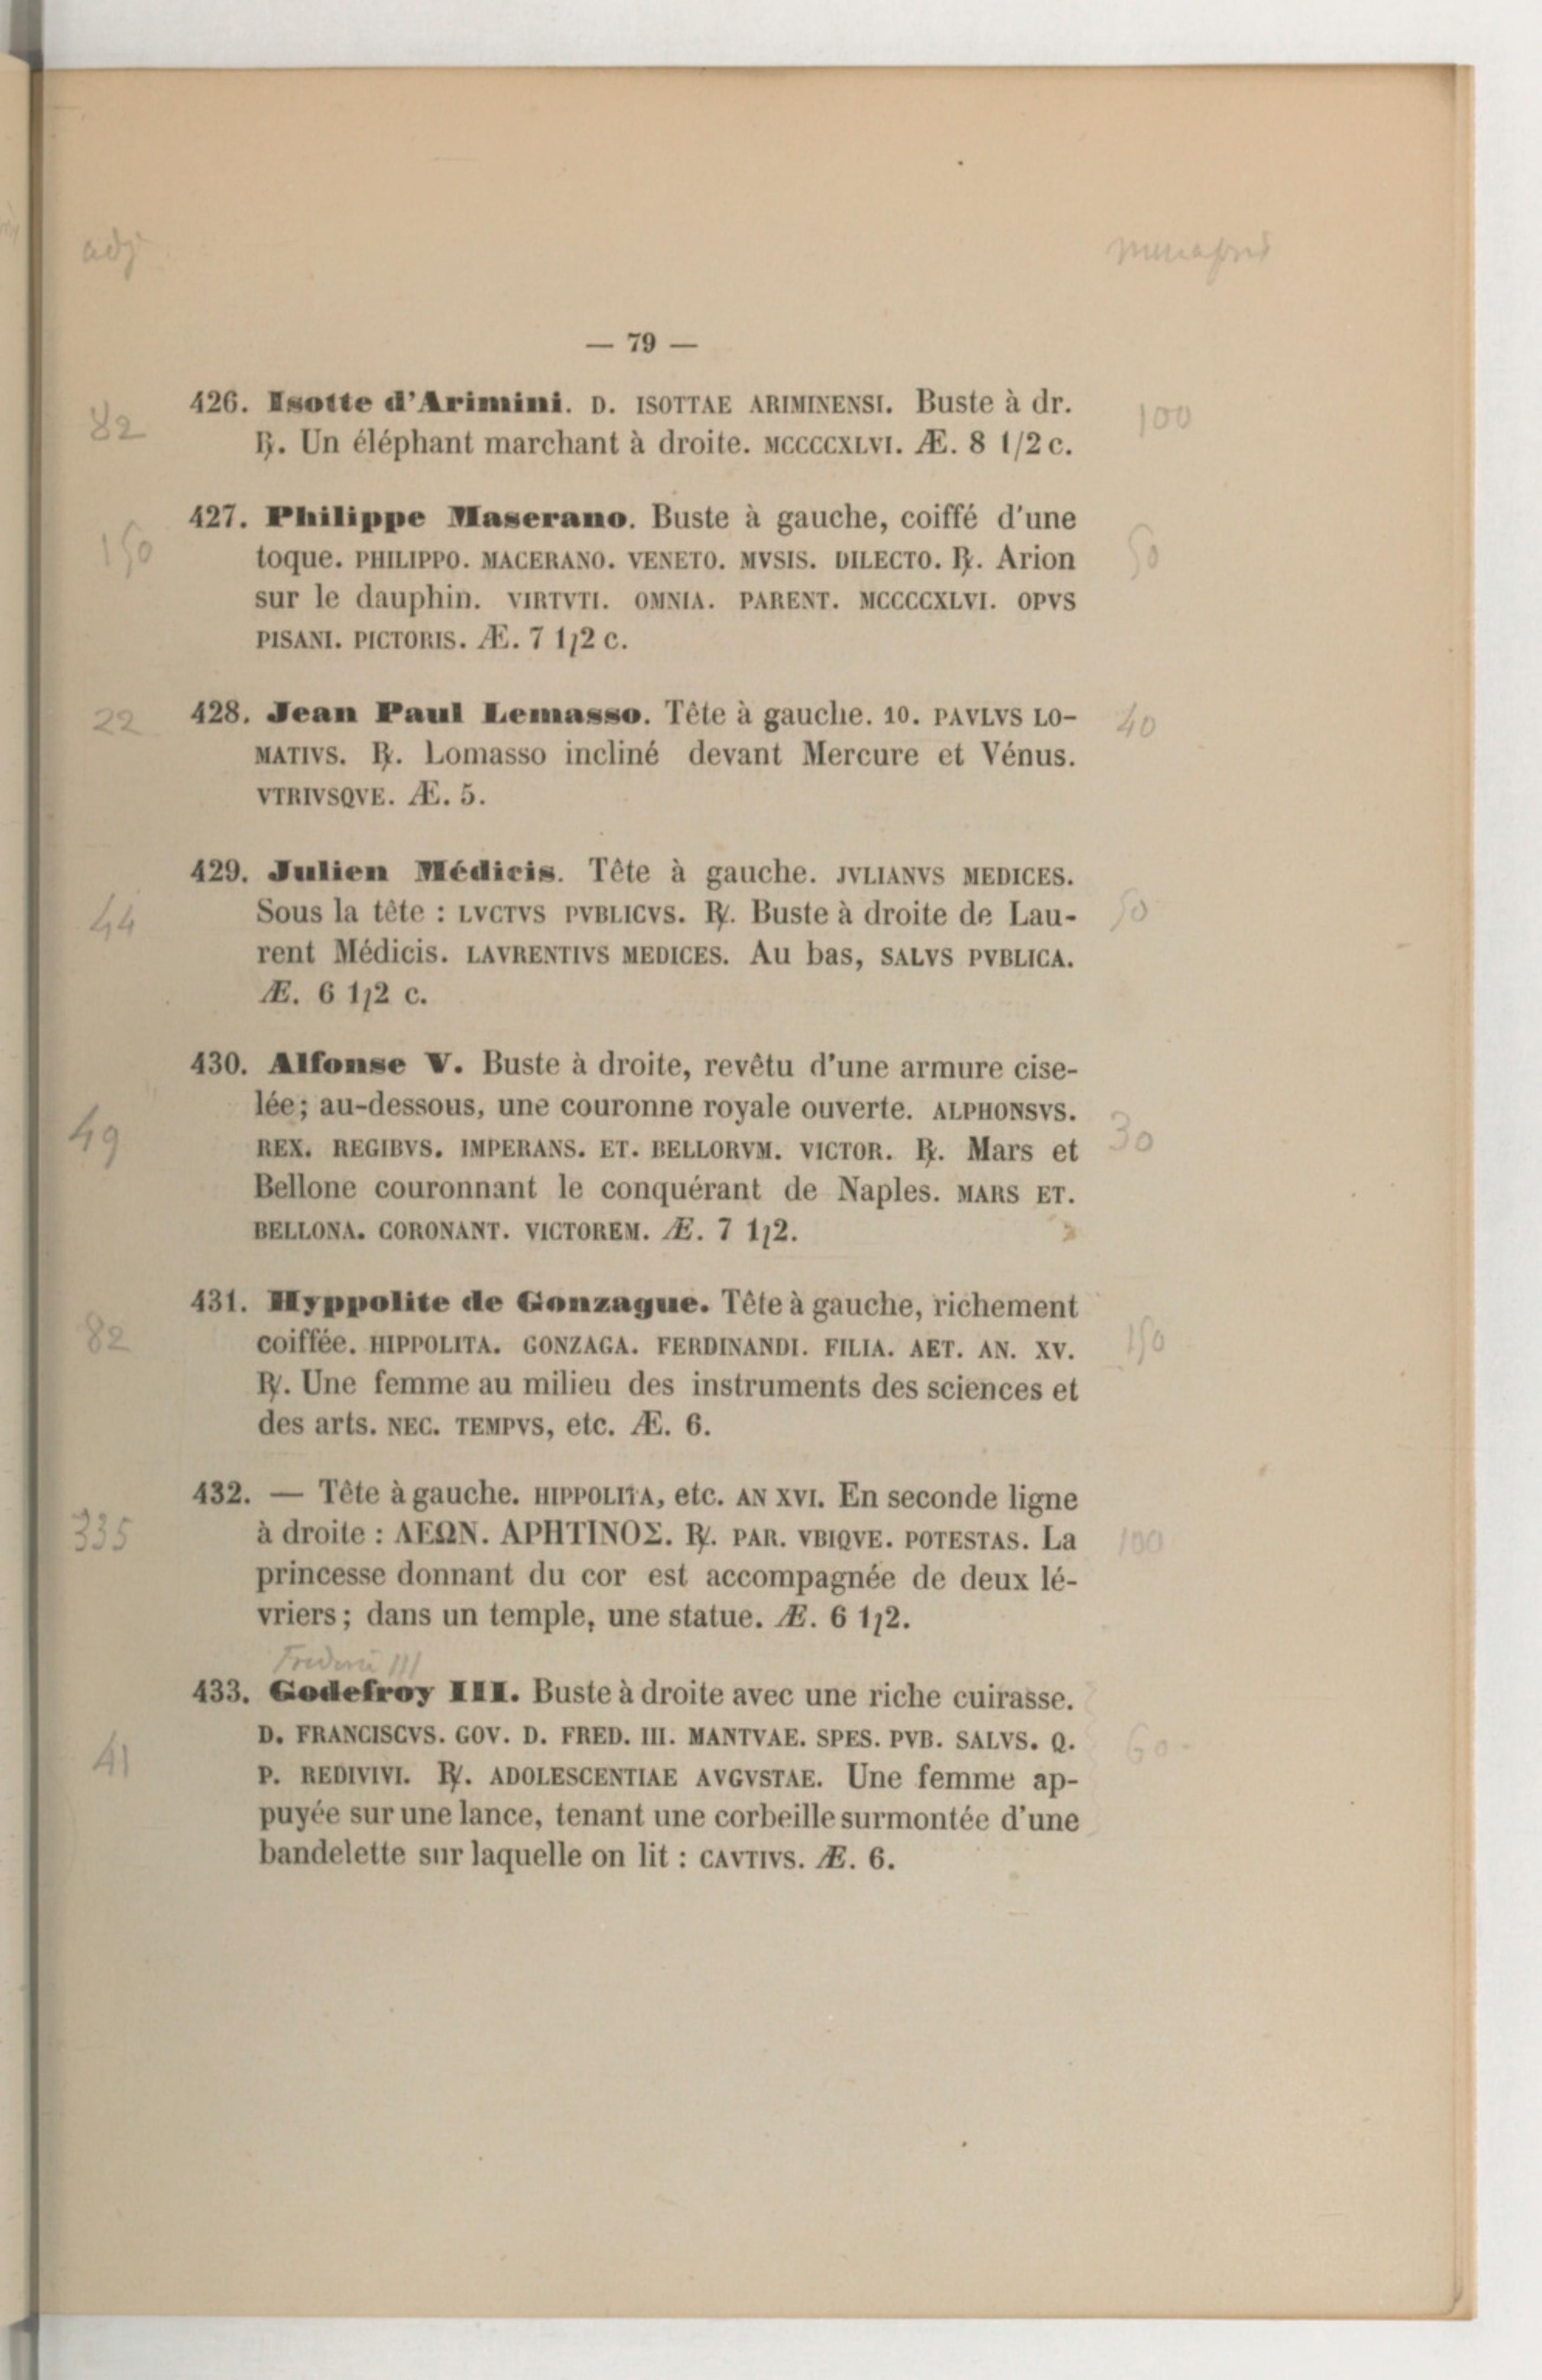 adj
— 79 —
82 426. Isotte d'Arimini. D. ISOTTAE ARIMINENSI. Buste à dr. 100
℞. Un éléphant marchant à droite. MCCCCXLVI. Æ. 8 1/2 c.
427. Philippe Maserano. Buste à gauche, coiffé d'une
150 toque. PHILIPPO. MACERANO. VENETO. MVSIS. DILECTO. ℞. Arion 50
sur le dauphin. VIRTVTI. OMNIA. PARENT. MCCCCXLVI. OPVS
PISANI. PICTORIS. Æ. 7 1/2 c.
22 428. Jean Paul Lemasso. Tête à gauche. 10. PAVLVS LO- 40
MATIVS. ℞. Lomasso incliné devant Mercure et Vénus.
VTRIVSQVE. Æ. 5.
429. Julien Médicis. Tête à gauche. JVLIANVS MEDICES.
44 Sous la tête : LVCTVS PVBLICVS. ℞. Buste à droite de Lau- 50
rent Médicis. LAVRENTIVS MEDICES. Au bas, SALVS PVBLICA.
Æ. 6 1/2 c.
430. Alfonse V. Buste à droite, revêtu d'une armure cise-
lée; au-dessous, une couronne royale ouverte. ALPHONSVS.
49 REX. REGIBVS. IMPERANS. ET. BELLORVM. VICTOR. ℞. Mars et 30
Bellone couronnant le conquérant de Naples. MARS ET.
BELLONA. CORONANT. VICTOREM. Æ. 7 1/2.
431. Hyppolite de Gonzague. Tête à gauche, richement
82 coiffée. HIPPOLITA. GONZAGA. FERDINANDI. FILIA. AET. AN. XV. 150
℞. Une femme au milieu des instruments des sciences et
des arts. NEC. TEMPVS, etc. Æ. 6.
432. — Tête à gauche. HIPPOLITA, etc. AN XVI. En seconde ligne
335 à droite : ΛΕΩΝ. ΑΡΗΤΙΝΟΣ. ℞. PAR. VBIQVE. POTESTAS. La 100
princesse donnant du cor est accompagnée de deux lé-
vriers; dans un temple, une statue. Æ. 6 1/2.
Frederic III
433. Godefroy III. Buste à droite avec une riche cuirasse.
D. FRANCISCVS. GOV. D. FRED. III. MANTVAE. SPES. PVB. SALVS. Q.
41 P. REDIVIVI. ℞. ADOLESCENTIAE AVGVSTAE. Une femme ap- 60
puyée sur une lance, tenant une corbeille surmontée d'une
bandelette sur laquelle on lit : CAVTIVS. Æ. 6.